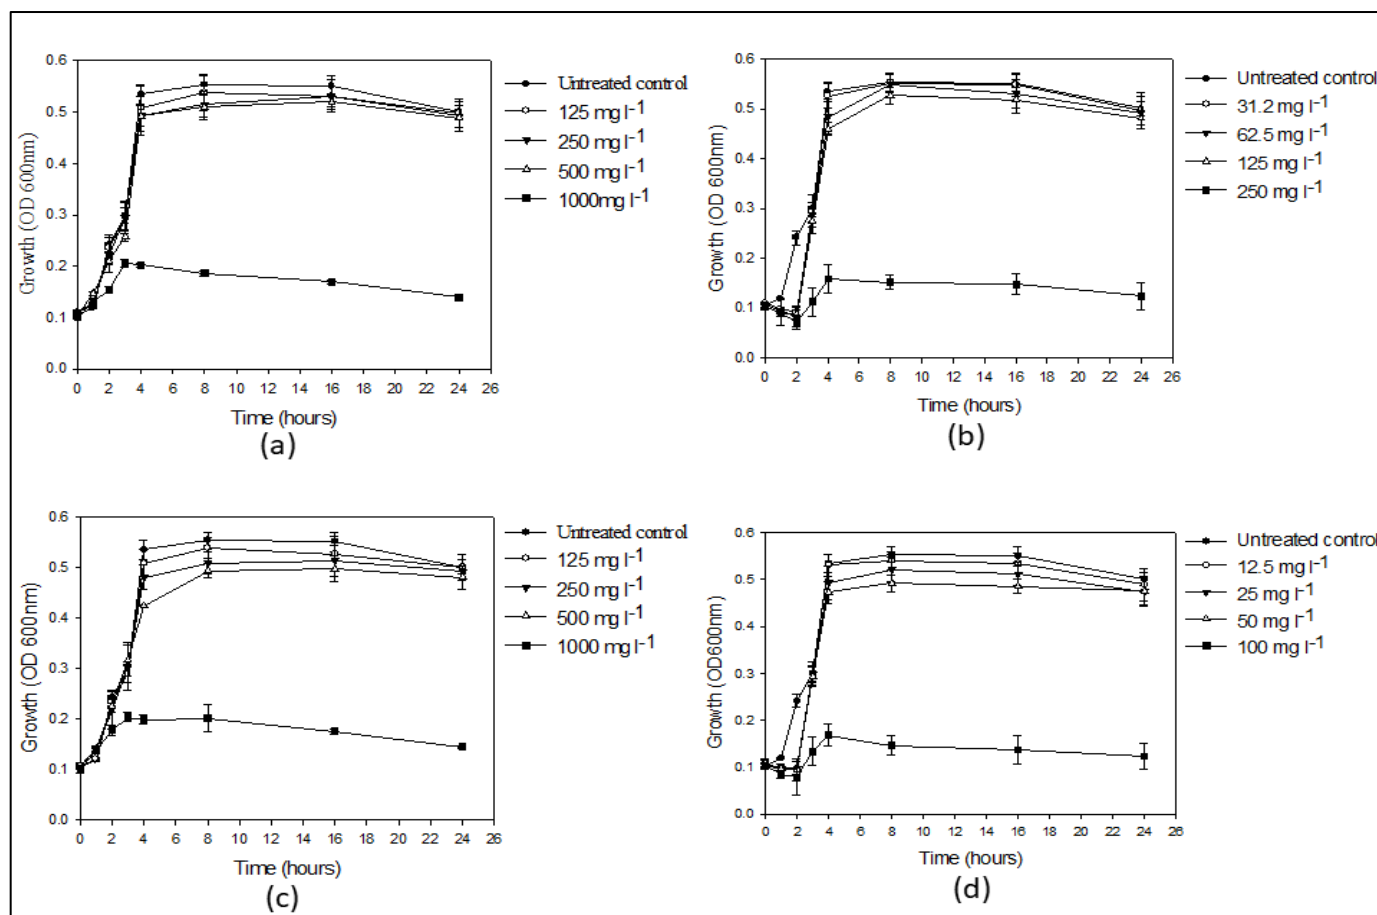 0.6
0.5
0.4
0.3
0.2
0.1
0.0
Growth (OD 600nm)
0 2 4 6 8 10 12 14 16 18 20 22 24 26
Time (hours)
(a)
Untreated control
125 mg l-1
250 mg l-1
500 mg l-1
1000mg l-1
0.6
0.5
0.4
0.3
0.2
0.1
0.0
Growth (OD 600nm)
0 2 4 6 8 10 12 14 16 18 20 22 24 26
Time (hours)
(b)
Untreated control
31.2 mg l-1
62.5 mg l-1
125 mg l-1
250 mg l-1
0.6
0.5
0.4
0.3
0.2
0.1
0.0
Growth (OD 600nm)
0 2 4 6 8 10 12 14 16 18 20 22 24 26
Time (hours)
(c)
Untreated control
125 mg l-1
250 mg l-1
500 mg l-1
1000 mg l-1
0.6
0.5
0.4
0.3
0.2
0.1
0.0
Growth (OD600nm)
0 2 4 6 8 10 12 14 16 18 20 22 24 26
Time (hours)
(d)
Untreated control
12.5 mg l-1
25 mg l-1
50 mg l-1
100 mg l-1